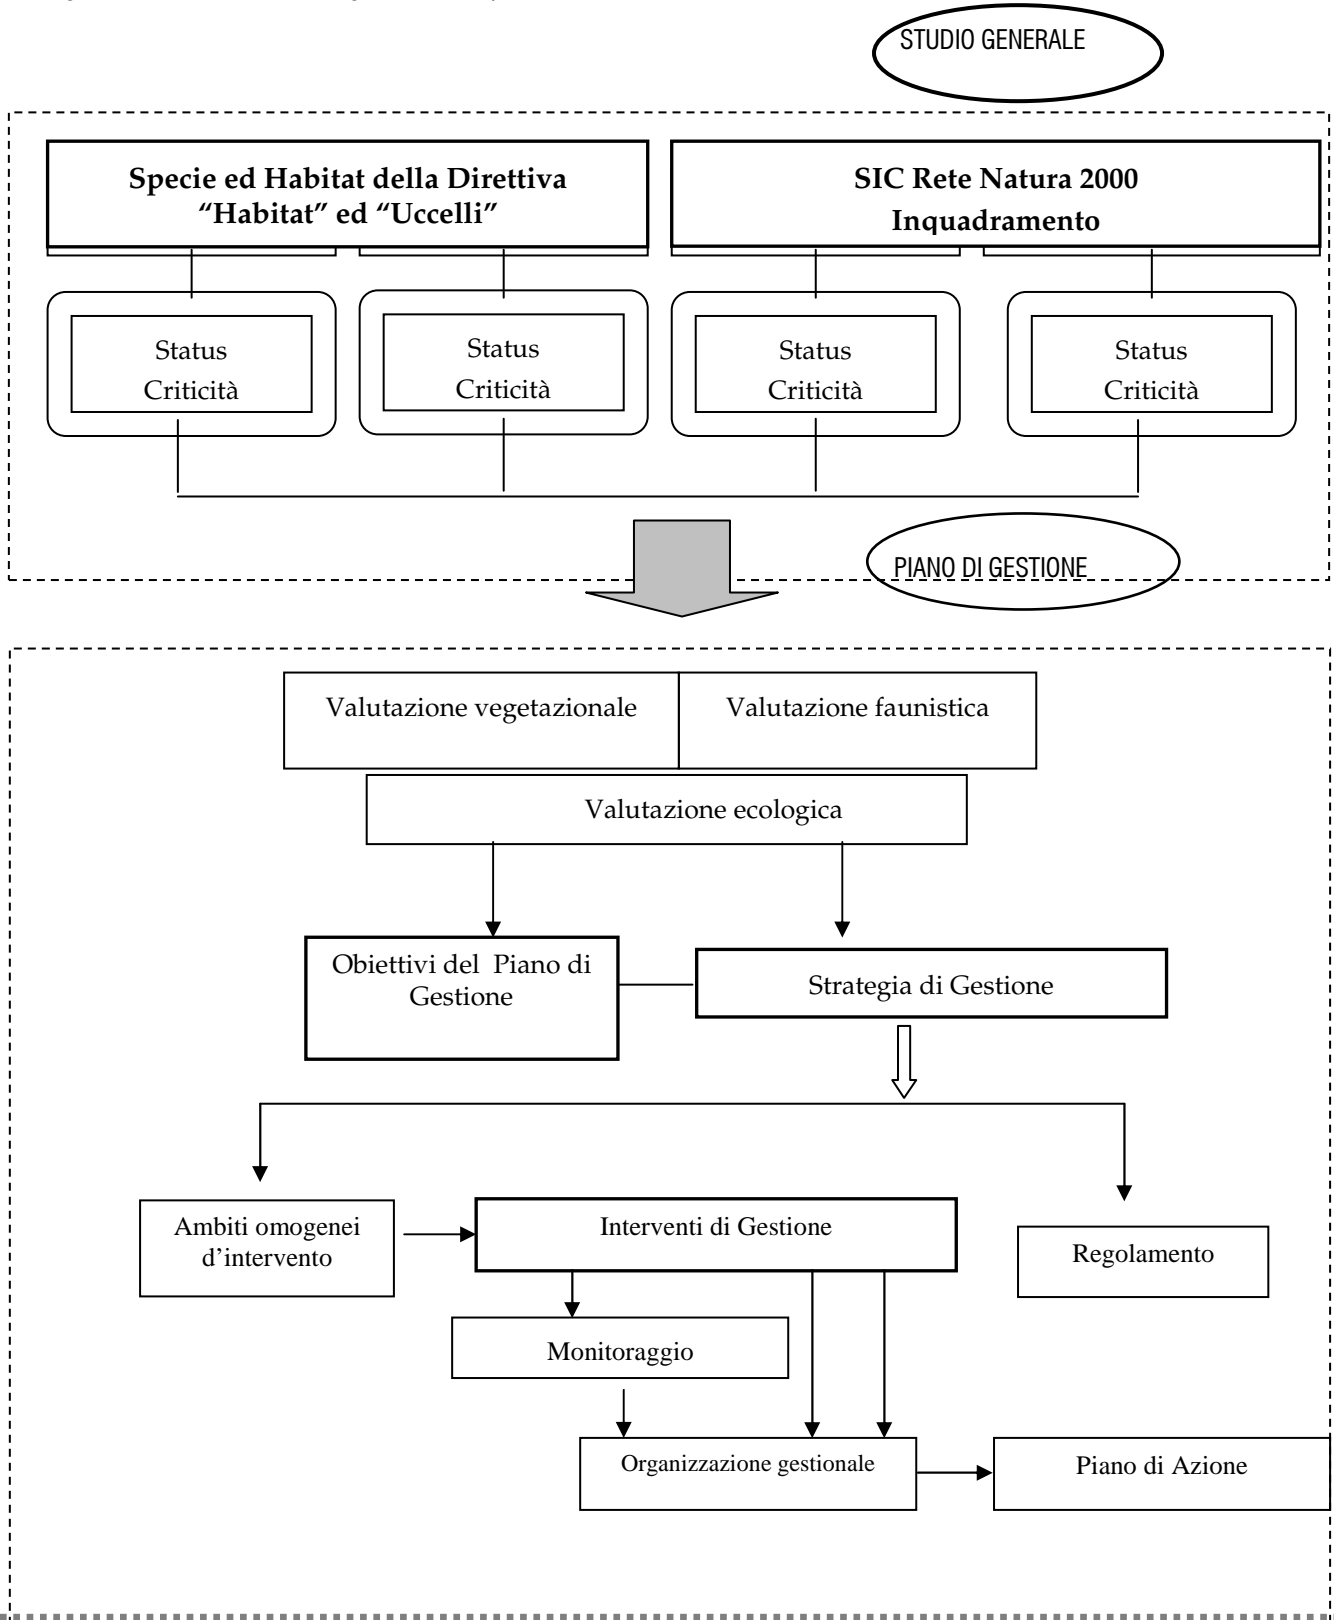 STUDIO GENERALE
Specie ed Habitat della Direttiva
“Habitat” ed “Uccelli”
SIC Rete Natura 2000
Inquadramento
Status
Criticità
Status
Criticità
Status
Criticità
Status
Criticità
PIANO DI GESTIONE
Valutazione vegetazionale
Valutazione faunistica
Valutazione ecologica
Obiettivi del Piano di
Gestione
Strategia di Gestione
Ambiti omogenei
d’intervento
Interventi di Gestione
Regolamento
Monitoraggio
Organizzazione gestionale
Piano di Azione